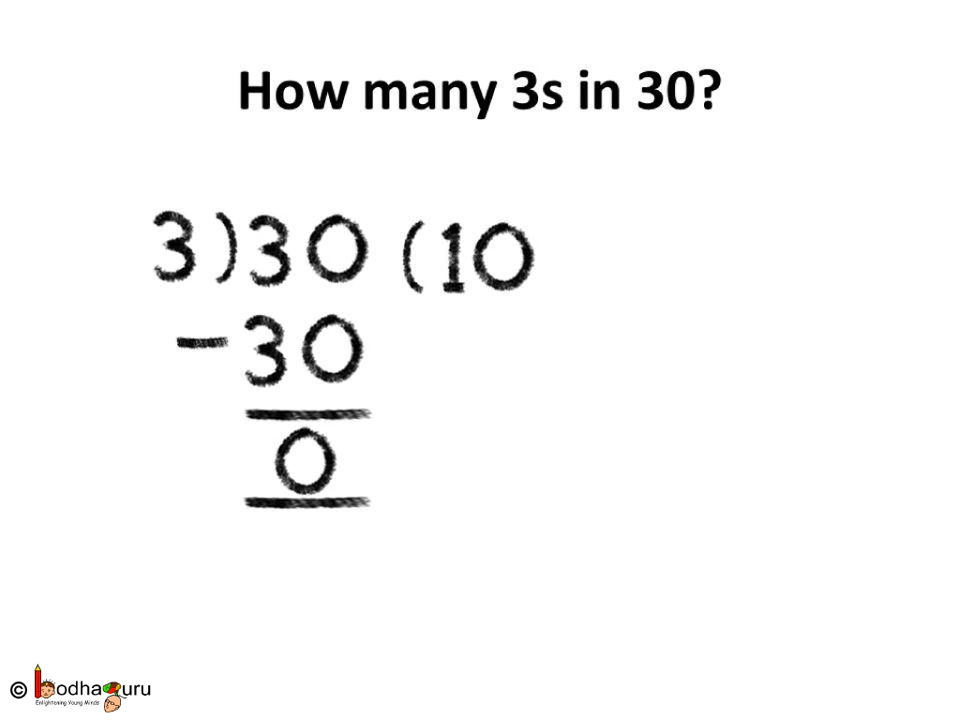 How many 3s in 30?
3)30(10
-30
0
© bodhaguru
Enlightening Young Minds